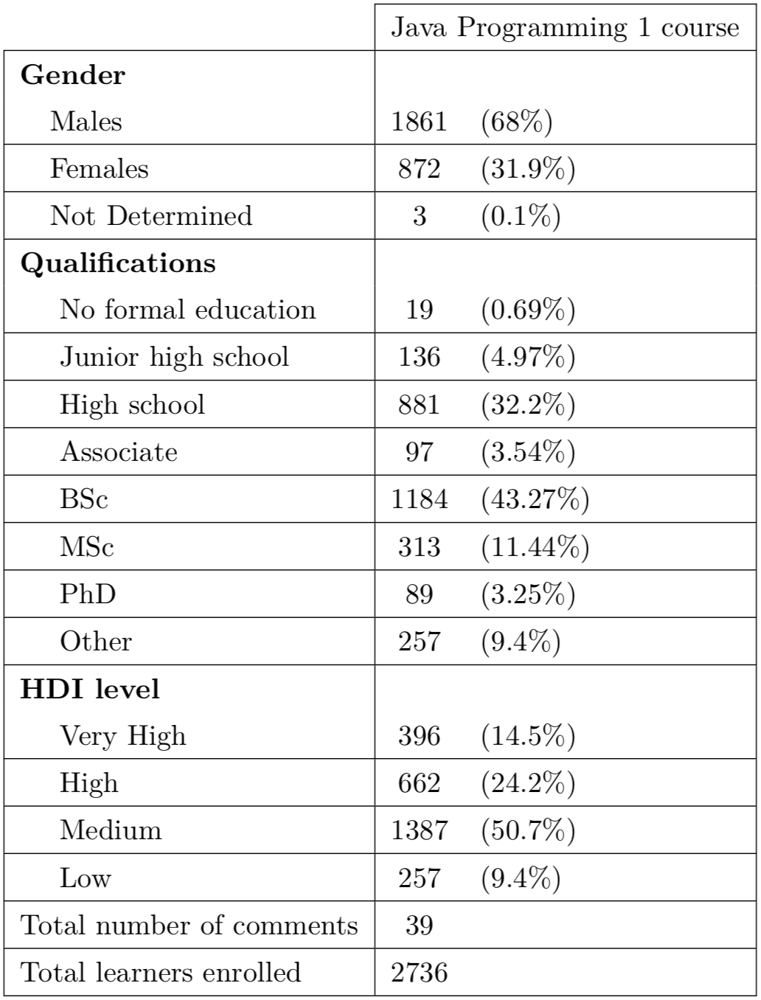 Java Programming 1 course
Gender
Males 1861 (68%)
Females 872 (31.9%)
Not Determined 3 (0.1%)
Qualifications
No formal education 19 (0.69%)
Junior high school 136 (4.97%)
High school 881 (32.2%)
Associate 97 (3.54%)
BSc 1184 (43.27%)
MSc 313 (11.44%)
PhD 89 (3.25%)
Other 257 (9.4%)
HDI level
Very High 396 (14.5%)
High 662 (24.2%)
Medium 1387 (50.7%)
Low 257 (9.4%)
Total number of comments 39
Total learners enrolled 2736